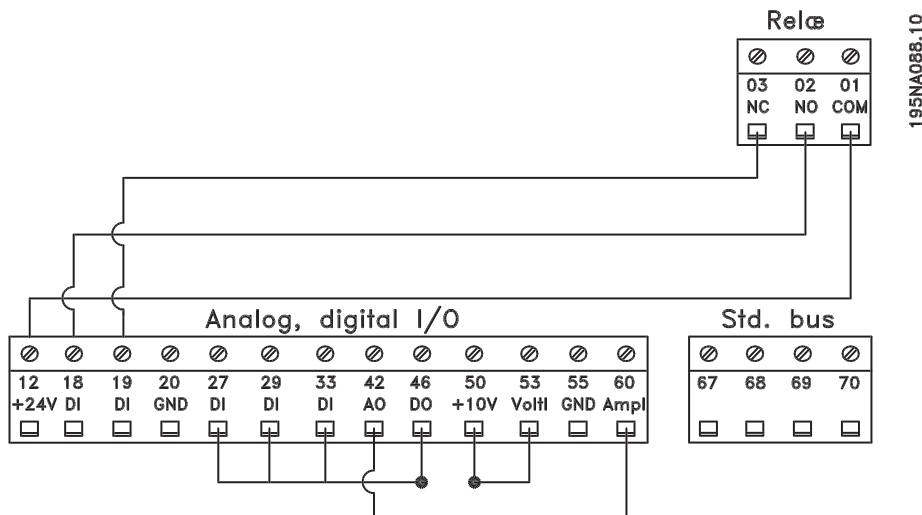 Relæ
195NA088.10
03 02 01
NC NO COM
Analog, digital I/O
Std. bus
12 18 19 20 27 29 33 42 46 50 53 55 60
+24V DI DI GND DI DI DI AO DO +10V VoltI GND AmpI
67 68 69 70